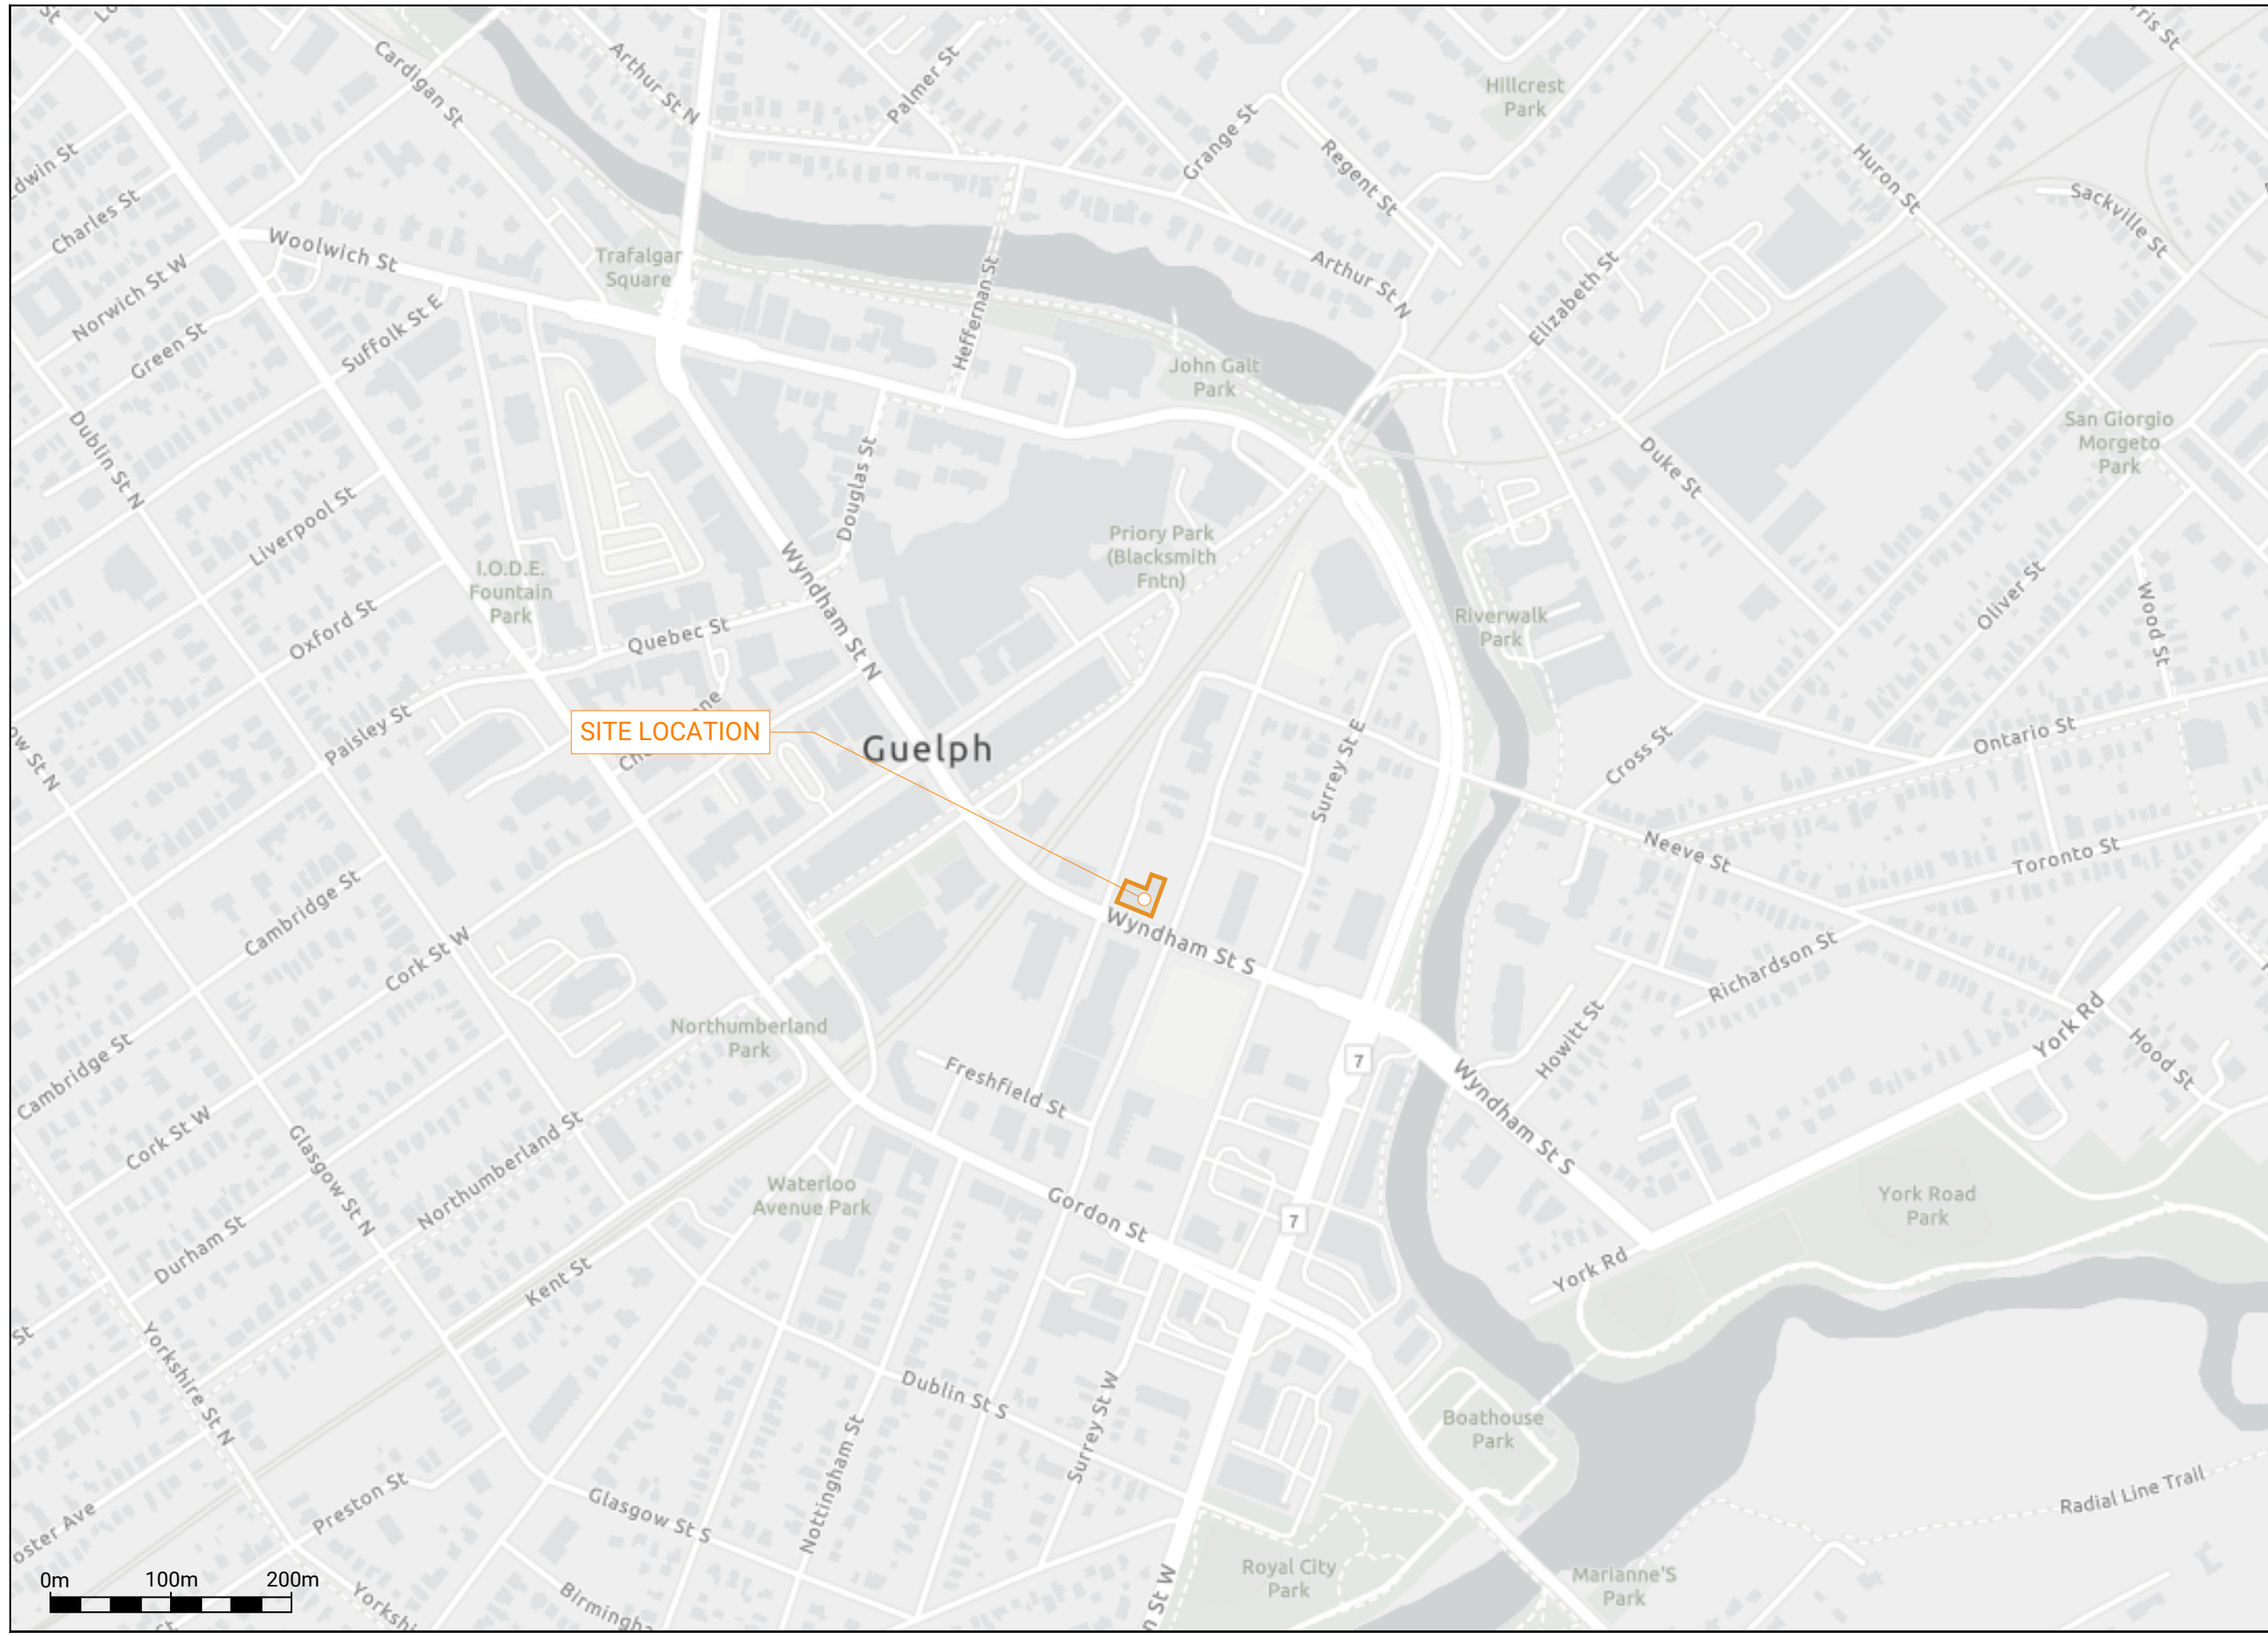 Cardigan St
Arthur St N
Palmer St
Grange St
Hillcrest
Park
Regent St
Huron St
Sackville St
Charles St
Norwich St W
Green St
Woolwich St
Suffolk St E
Trafalgar
Square
Heffernan St
Arthur St N
Elizabeth St
John Galt
Park
San Giorgio
Morgeto
Park
Dublin St N
Liverpool St
Douglas St
Duke St
Priory Park
(Blacksmith
Fntn)
I.O.D.E.
Fountain
Park
Oxford St
Quebec St
Wyndham St N
Riverwalk
Park
Oliver St
Wood St
Paisley St
SITE LOCATION
Guelph
Surrey St E
Cross St
Ontario St
Neeve St
Toronto St
Cambridge St
Cork St W
Wyndham St S
Richardson St
Northumberland
Park
Freshfield St
7
Howitt St
York Rd
Hood St
Cambridge St
Cork St W
Glasgow St N
Northumberland St
Wyndham St S
Waterloo
Avenue Park
Gordon St
7
York Road
Park
Durham St
Kent St
York Rd
St
Yorkshire St N
Dublin St S
Surrey St W
Nottingham St
Boathouse
Park
Preston St
Glasgow St S
Radial Line Trail
Royal City
Park
Marianne'S
Park
0m 100m 200m